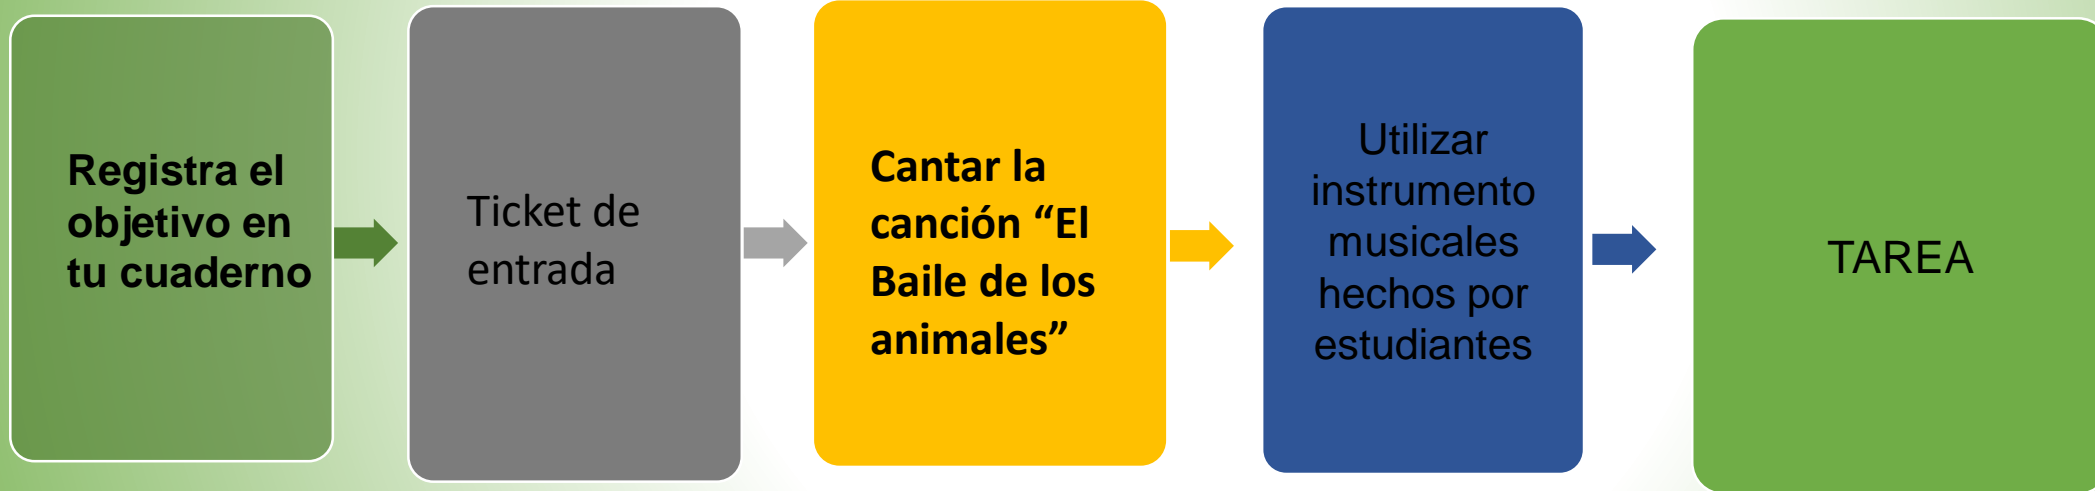 Registra el
objetivo en
tu cuaderno
Ticket de
entrada
Cantar la
canción “El
Baile de los
animales”
Utilizar
instrumento
musicales
hechos por
estudiantes
TAREA